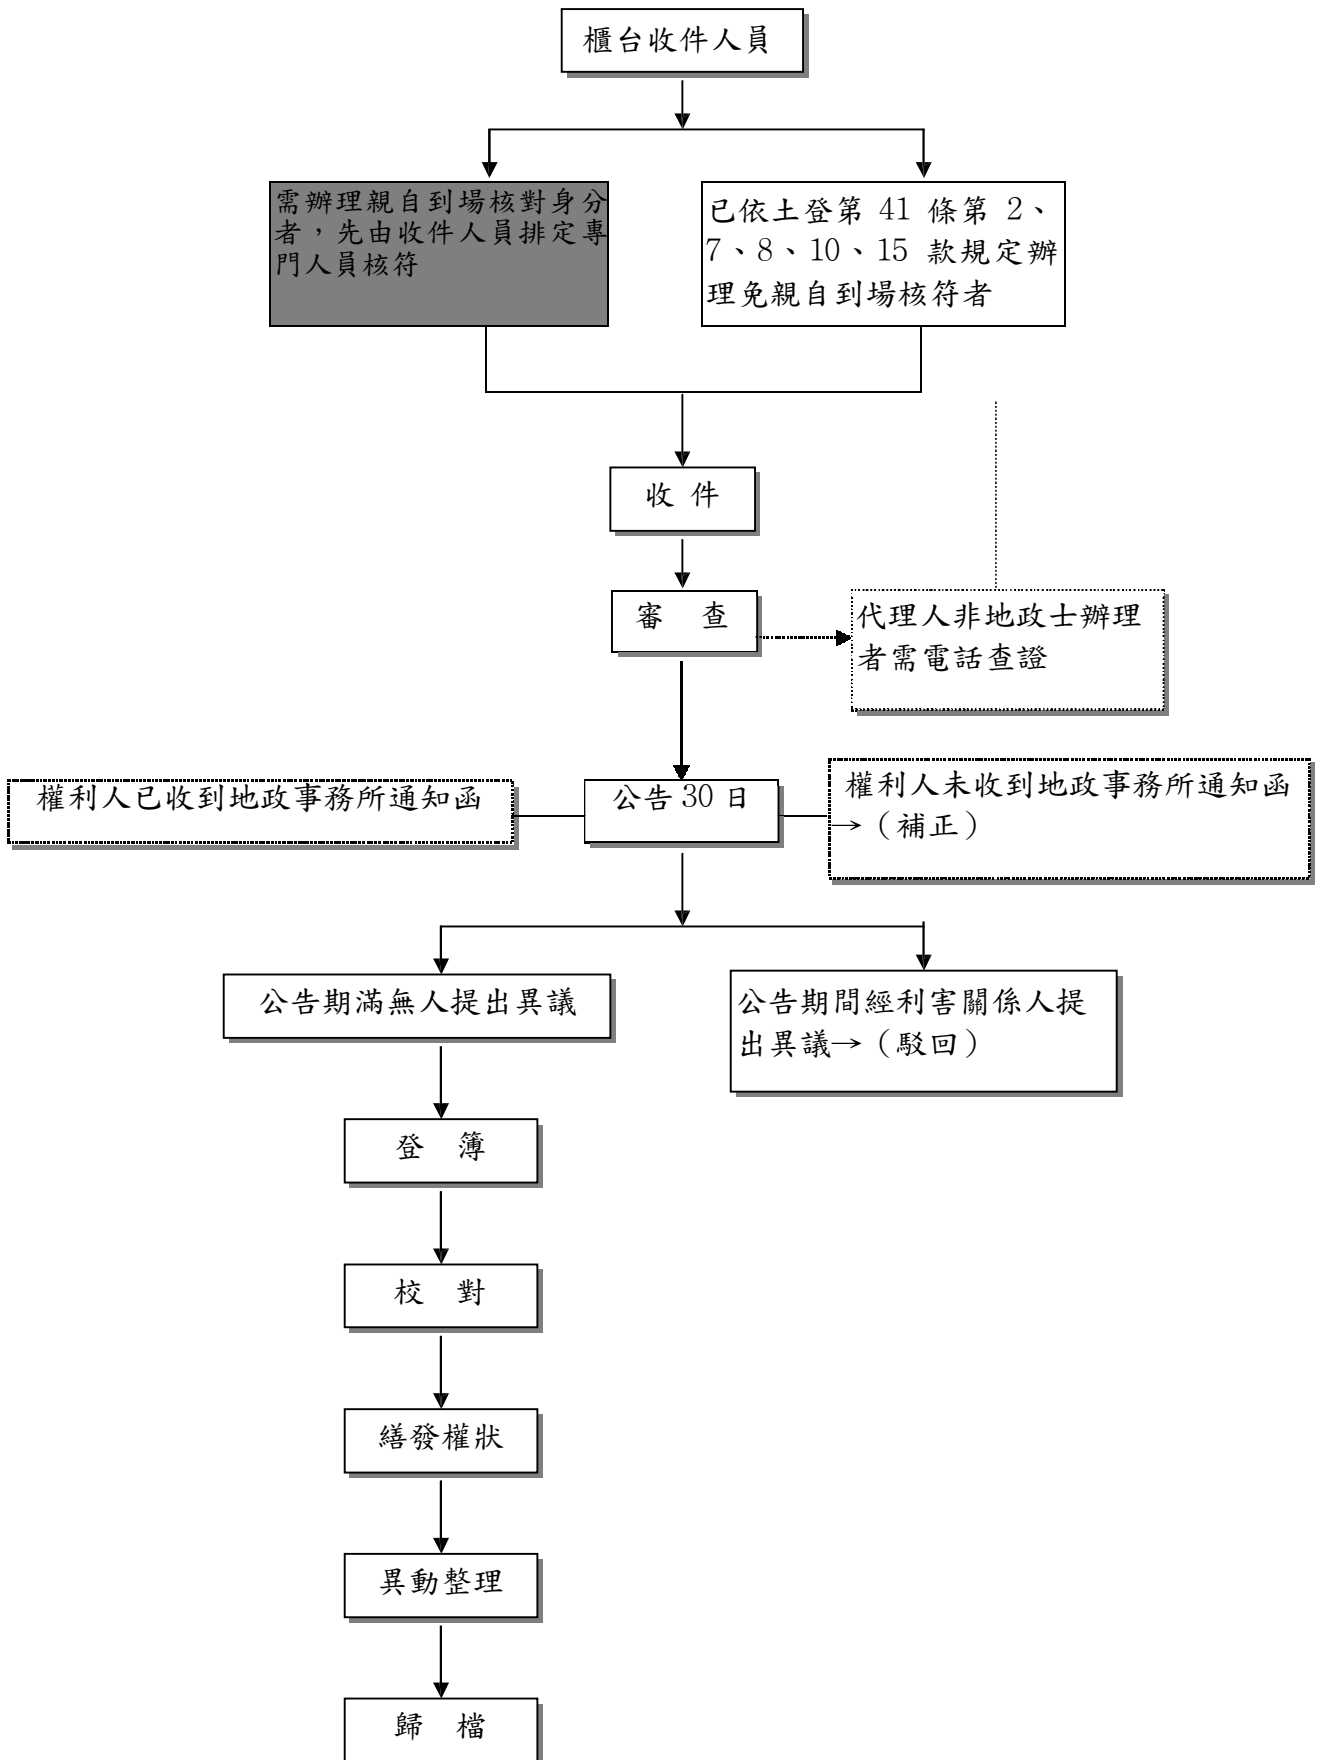 櫃台收件人員
需辦理親自到場核對身分
者，先由收件人員排定專
門人員核符
已依土登第 41 條第 2、
7、8、10、15 款規定辦
理免親自到場核符者
收 件
審 查
代理人非地政士辦理
者需電話查證
權利人已收到地政事務所通知函
公告 30 日
權利人未收到地政事務所通知函
→（補正）
公告期滿無人提出異議
公告期間經利害關係人提
出異議→（駁回）
登 簿
校 對
繕發權狀
異動整理
歸 檔